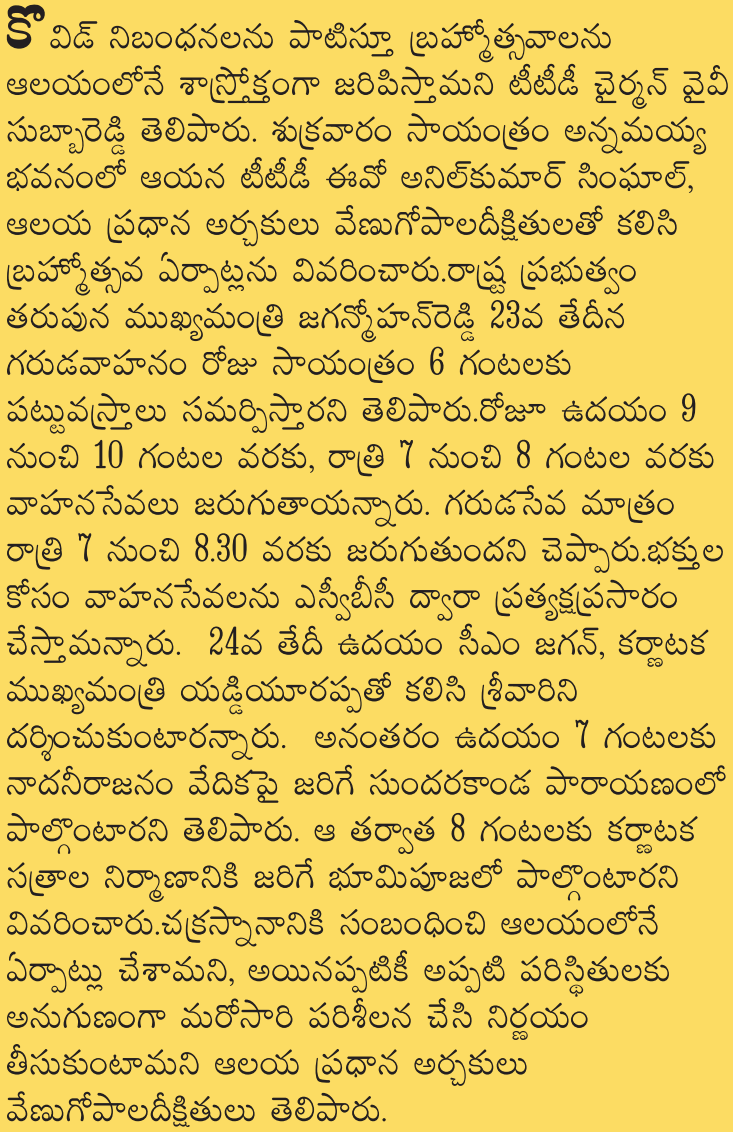 కొవిడ్ నిబంధనలను పాటిస్తూ బ్రహ్మోత్సవాలను
ఆలయంలోనే శాస్త్రోక్తంగా జరిపిస్తామని టీటీడీ చైర్మన్ వైవీ
సుబ్బారెడ్డి తెలిపారు. శుక్రవారం సాయంత్రం అన్నమయ్య
భవనంలో ఆయన టీటీడీ ఈవో అనిల్‌కుమార్ సింఘాల్,
ఆలయ ప్రధాన అర్చకులు వేణుగోపాలదీక్షితులతో కలిసి
బ్రహ్మోత్సవ ఏర్పాట్లను వివరించారు.రాష్ట్ర ప్రభుత్వం
తరుపున ముఖ్యమంత్రి జగన్మోహన్‌రెడ్డి 23వ తేదీన
గరుడవాహనం రోజు సాయంత్రం 6 గంటలకు
పట్టువస్త్రాలు సమర్పిస్తారని తెలిపారు.రోజూ ఉదయం 9
నుంచి 10 గంటల వరకు, రాత్రి 7 నుంచి 8 గంటల వరకు
వాహనసేవలు జరుగుతాయన్నారు. గరుడసేవ మాత్రం
రాత్రి 7 నుంచి 8.30 వరకు జరుగుతుందని చెప్పారు.భక్తుల
కోసం వాహనసేవలను ఎస్వీబీసీ ద్వారా ప్రత్యక్షప్రసారం
చేస్తామన్నారు. 24వ తేదీ ఉదయం సీఎం జగన్, కర్ణాటక
ముఖ్యమంత్రి యడ్డియూరప్పతో కలిసి శ్రీవారిని
దర్శించుకుంటారన్నారు. అనంతరం ఉదయం 7 గంటలకు
నాదనీరాజనం వేదికపై జరిగే సుందరకాండ పారాయణంలో
పాల్గొంటారని తెలిపారు. ఆ తర్వాత 8 గంటలకు కర్ణాటక
సత్రాల నిర్మాణానికి జరిగే భూమిపూజలో పాల్గొంటారని
వివరించారు.చక్రస్నానానికి సంబంధించి ఆలయంలోనే
ఏర్పాట్లు చేశామని, అయినప్పటికీ అప్పటి పరిస్థితులకు
అనుగుణంగా మరోసారి పరిశీలన చేసి నిర్ణయం
తీసుకుంటామని ఆలయ ప్రధాన అర్చకులు
వేణుగోపాలదీక్షితులు తెలిపారు.